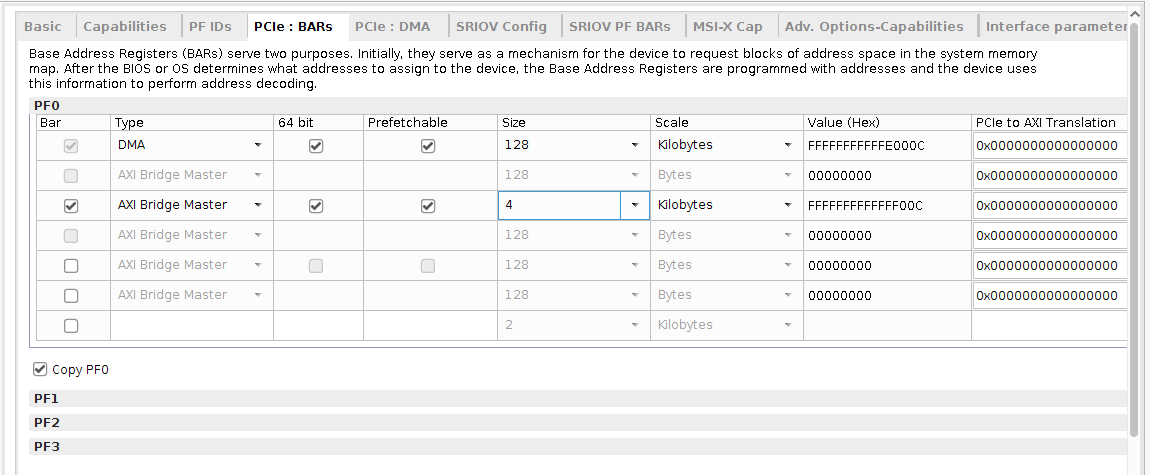 Basic Capabilities PF IDs PCIe : BARs PCIe : DMA SRIOV Config SRIOV PF BARs MSI-X Cap Adv. Options-Capabilities Interface parameter
Base Address Registers (BARs) serve two purposes. Initially, they serve as a mechanism for the device to request blocks of address space in the system memory
map. After the BIOS or OS determines what addresses to assign to the device, the Base Address Registers are programmed with addresses and the device uses
this information to perform address decoding.
PF0
Bar Type 64 bit Prefetchable Size Scale Value (Hex) PCIe to AXI Translation
DMA 128 Kilobytes FFFFFFFFFFFE000C 0x0000000000000000
AXI Bridge Master 128 Bytes 00000000 0x0000000000000000
AXI Bridge Master 4 Kilobytes FFFFFFFFFFFFF00C 0x0000000000000000
AXI Bridge Master 128 Bytes 00000000 0x0000000000000000
AXI Bridge Master 128 Bytes 00000000 0x0000000000000000
AXI Bridge Master 128 Bytes 00000000 0x0000000000000000
2 Kilobytes
Copy PF0
PF1
PF2
PF3